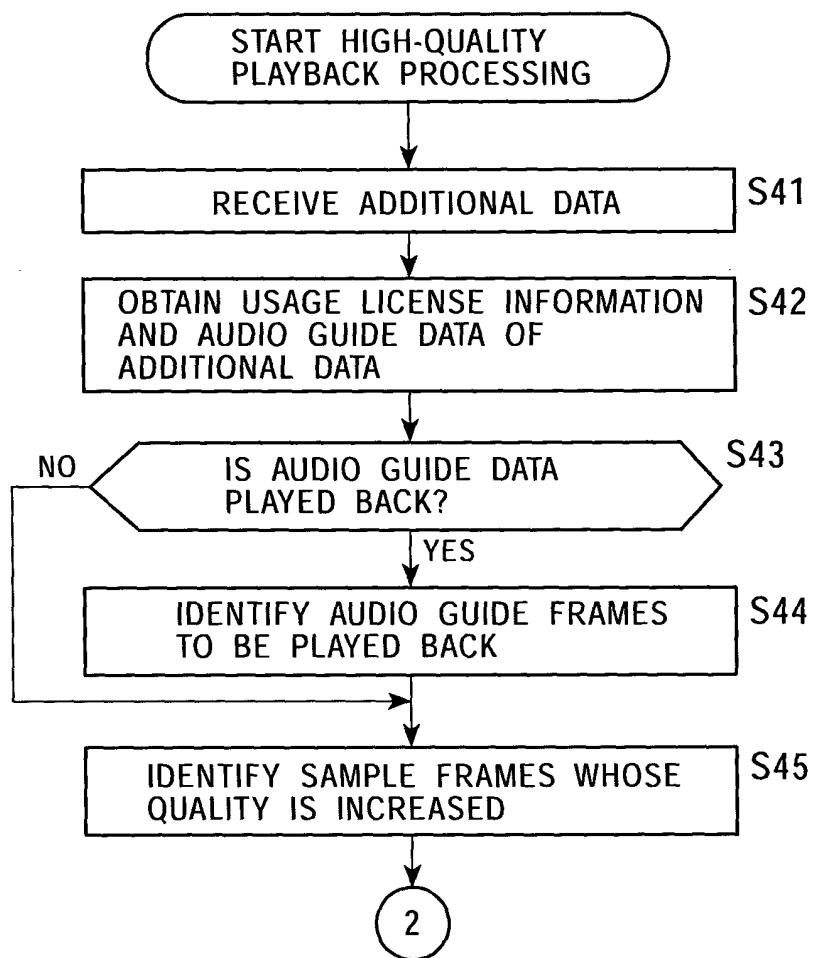 START HIGH-QUALITY
PLAYBACK PROCESSING
RECEIVE ADDITIONAL DATA
S41
OBTAIN USAGE LICENSE INFORMATION
AND AUDIO GUIDE DATA OF
ADDITIONAL DATA
S42
IS AUDIO GUIDE DATA
PLAYED BACK?
S43
NO
YES
IDENTIFY AUDIO GUIDE FRAMES
TO BE PLAYED BACK
S44
IDENTIFY SAMPLE FRAMES WHOSE
QUALITY IS INCREASED
S45
2